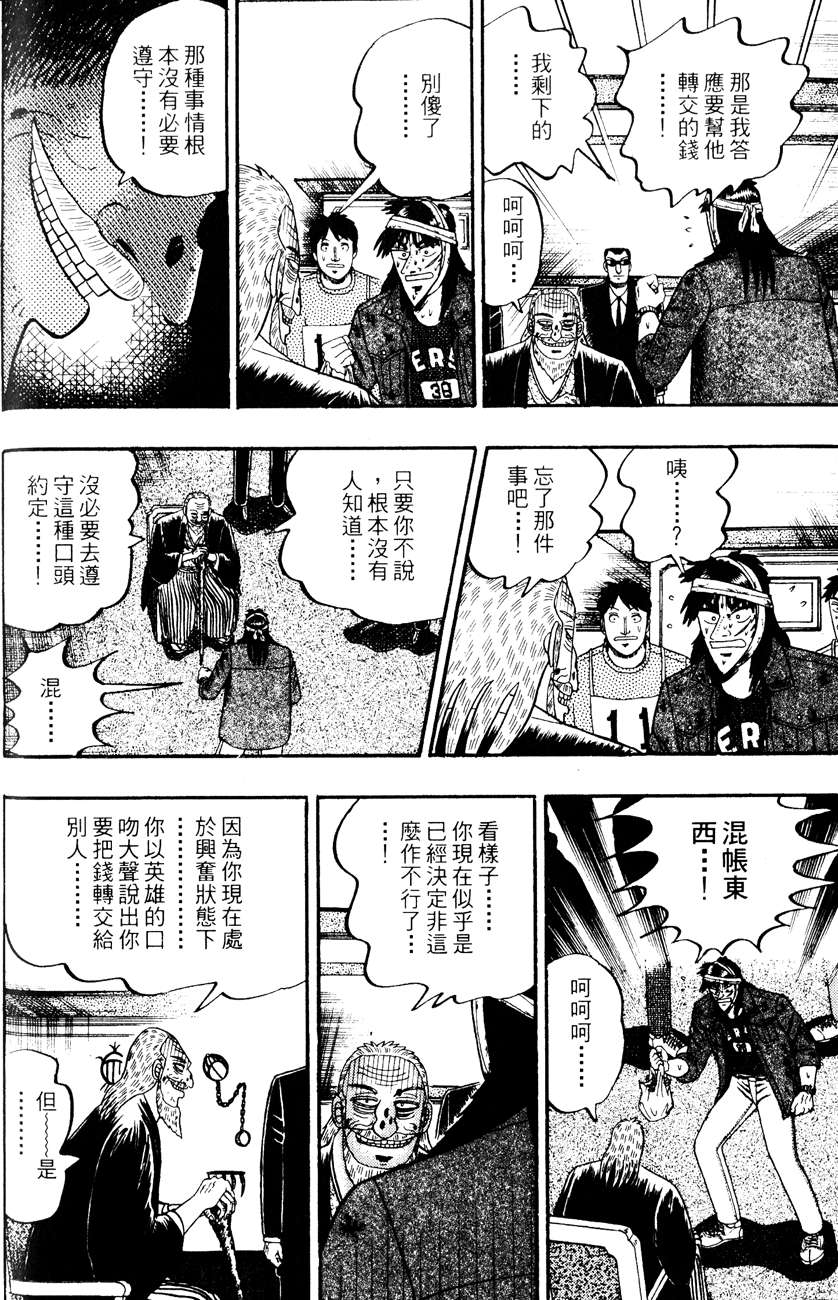 那是我答
應要幫他
轉交的錢
……！
我剩下的
……
呵呵呵…
別傻了
……
ERS
38
1
那種事情根
本沒有必要
遵守……！
咦……？
忘了那件
事吧…！
11
ER
只要你不說
，根本沒有
人知道……
沒必要去遵
守這種口頭
約定……！
混……
混帳東
西…！
呵呵呵…
看樣子……
你現在似乎是
已經決定非這
麼作不行了…
…！
因為你現在處
於興奮狀態下
………………
你以英雄的口
吻大聲說出你
要把錢轉交給
別人………
但～～是
………